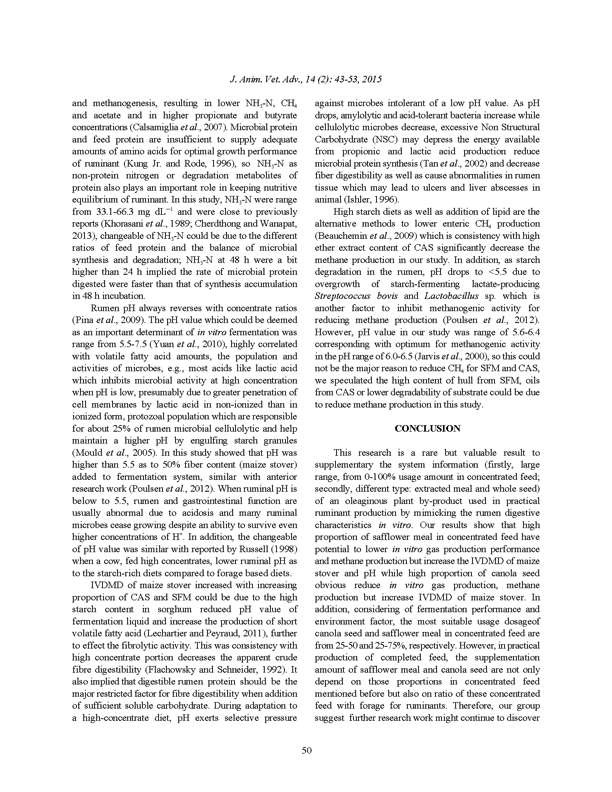 J. Anim. Vet. Adv., 14 (2): 43-53, 2015
and methanogenesis, resulting in lower NH₃-N, CH₄
and acetate and in higher propionate and butyrate
concentrations (Calsamiglia et al., 2007). Microbial protein
and feed protein are insufficient to supply adequate
amounts of amino acids for optimal growth performance
of ruminant (Kung Jr. and Rode, 1996), so NH₃-N as
non-protein nitrogen or degradation metabolites of
protein also plays an important role in keeping nutritive
equilibrium of ruminant. In this study, NH₃-N were range
from 33.1-66.3 mg dL⁻¹ and were close to previously
reports (Khorasani et al., 1989; Cherdthong and Wanapat,
2013), changeable of NH₃-N could be due to the different
ratios of feed protein and the balance of microbial
synthesis and degradation; NH₃-N at 48 h were a bit
higher than 24 h implied the rate of microbial protein
digested were faster than that of synthesis accumulation
in 48 h incubation.
Rumen pH always reverses with concentrate ratios
(Pina et al., 2009). The pH value which could be deemed
as an important determinant of in vitro fermentation was
range from 5.5-7.5 (Yuan et al., 2010), highly correlated
with volatile fatty acid amounts, the population and
activities of microbes, e.g., most acids like lactic acid
which inhibits microbial activity at high concentration
when pH is low, presumably due to greater penetration of
cell membranes by lactic acid in non-ionized than in
ionized form, protozoal population which are responsible
for about 25% of rumen microbial cellulolytic and help
maintain a higher pH by engulfing starch granules
(Mould et al., 2005). In this study showed that pH was
higher than 5.5 as to 50% fiber content (maize stover)
added to fermentation system, similar with anterior
research work (Poulsen et al., 2012). When ruminal pH is
below to 5.5, rumen and gastrointestinal function are
usually abnormal due to acidosis and many ruminal
microbes cease growing despite an ability to survive even
higher concentrations of H⁺. In addition, the changeable
of pH value was similar with reported by Russell (1998)
when a cow, fed high concentrates, lower ruminal pH as
to the starch-rich diets compared to forage based diets.
IVDMD of maize stover increased with increasing
proportion of CAS and SFM could be due to the high
starch content in sorghum reduced pH value of
fermentation liquid and increase the production of short
volatile fatty acid (Lechartier and Peyraud, 2011), further
to effect the fibrolytic activity. This was consistency with
high concentrate portion decreases the apparent crude
fibre digestibility (Flachowsky and Schneider, 1992). It
also implied that digestible rumen protein should be the
major restricted factor for fibre digestibility when addition
of sufficient soluble carbohydrate. During adaptation to
a high-concentrate diet, pH exerts selective pressure
against microbes intolerant of a low pH value. As pH
drops, amylolytic and acid-tolerant bacteria increase while
cellulolytic microbes decrease, excessive Non Structural
Carbohydrate (NSC) may depress the energy available
from propionic and lactic acid production reduce
microbial protein synthesis (Tan et al., 2002) and decrease
fiber digestibility as well as cause abnormalities in rumen
tissue which may lead to ulcers and liver abscesses in
animal (Ishler, 1996).
High starch diets as well as addition of lipid are the
alternative methods to lower enteric CH₄ production
(Beauchemin et al., 2009) which is consistency with high
ether extract content of CAS significantly decrease the
methane production in our study. In addition, as starch
degradation in the rumen, pH drops to <5.5 due to
overgrowth of starch-fermenting lactate-producing
Streptococcus bovis and Lactobacillus sp. which is
another factor to inhibit methanogenic activity for
reducing methane production (Poulsen et al., 2012).
However, pH value in our study was range of 5.6-6.4
corresponding with optimum for methanogenic activity
in the pH range of 6.0-6.5 (Jarvis et al., 2000), so this could
not be the major reason to reduce CH₄ for SFM and CAS,
we speculated the high content of hull from SFM, oils
from CAS or lower degradability of substrate could be due
to reduce methane production in this study.
CONCLUSION
This research is a rare but valuable result to
supplementary the system information (firstly, large
range, from 0-100% usage amount in concentrated feed;
secondly, different type: extracted meal and whole seed)
of an oleaginous plant by-product used in practical
ruminant production by mimicking the rumen digestive
characteristics in vitro. Our results show that high
proportion of safflower meal in concentrated feed have
potential to lower in vitro gas production performance
and methane production but increase the IVDMD of maize
stover and pH while high proportion of canola seed
obvious reduce in vitro gas production, methane
production but increase IVDMD of maize stover. In
addition, considering of fermentation performance and
environment factor, the most suitable usage dosageof
canola seed and safflower meal in concentrated feed are
from 25-50 and 25-75%, respectively. However, in practical
production of completed feed, the supplementation
amount of safflower meal and canola seed are not only
depend on those proportions in concentrated feed
mentioned before but also on ratio of these concentrated
feed with forage for ruminants. Therefore, our group
suggest further research work might continue to discover
50